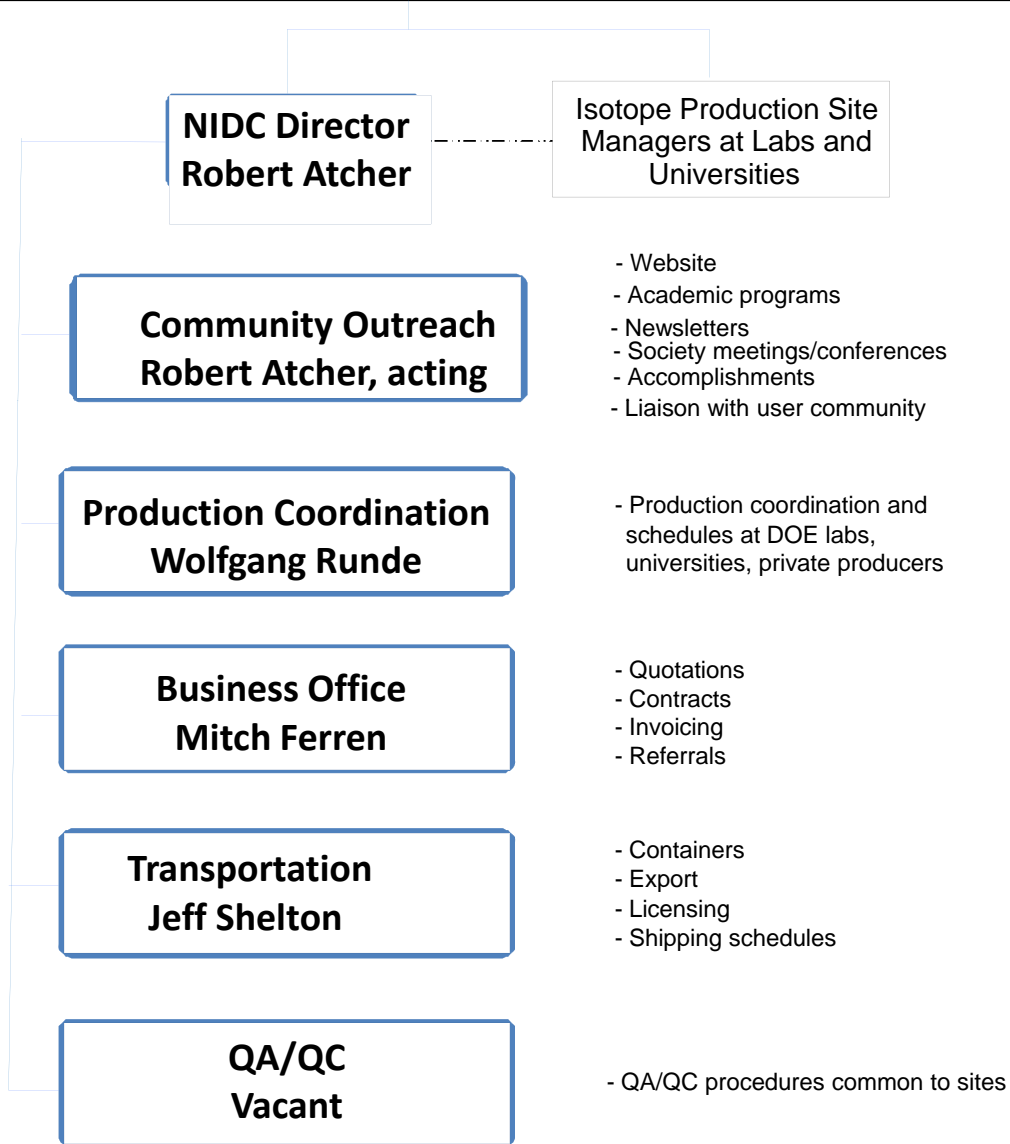 NIDC Director
Robert Atcher
Isotope Production Site
Managers at Labs and
Universities
Community Outreach
Robert Atcher, acting
- Website
- Academic programs
- Newsletters
- Society meetings/conferences
- Accomplishments
- Liaison with user community
Production Coordination
Wolfgang Runde
- Production coordination and
schedules at DOE labs,
universities, private producers
Business Office
Mitch Ferren
- Quotations
- Contracts
- Invoicing
- Referrals
Transportation
Jeff Shelton
- Containers
- Export
- Licensing
- Shipping schedules
QA/QC
Vacant
- QA/QC procedures common to sites